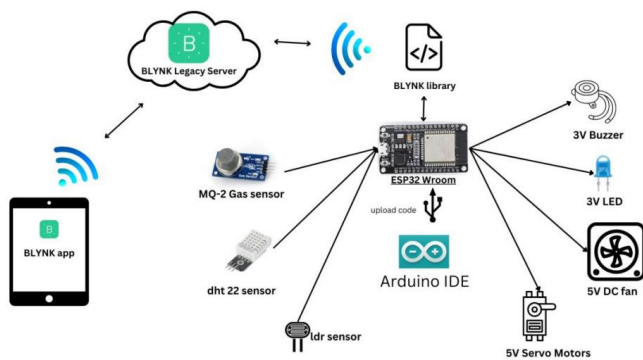 B
BLYNK Legacy Server
</>
BLYNK library
3V Buzzer
MQ-2 Gas sensor
ESP32 Wroom
3V LED
upload code
B
BLYNK app
Arduino IDE
dht 22 sensor
5V DC fan
ldr sensor
5V Servo Motors